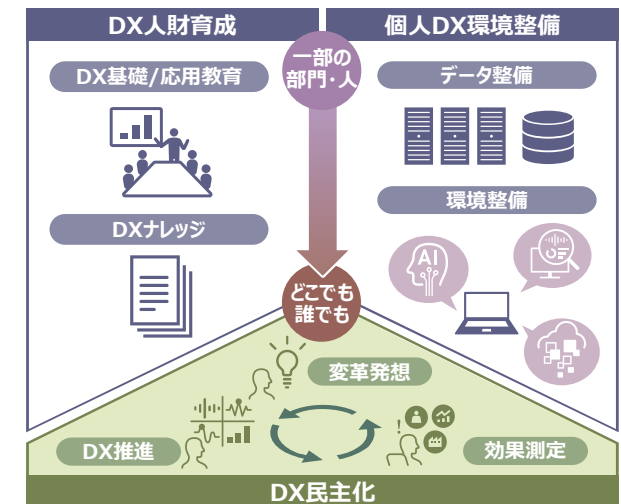 DX人財育成
個人DX環境整備
一部の
部門・人
DX基礎/応用教育
データ整備
DXナレッジ
環境整備
AI
どこでも
誰でも
変革発想
DX推進
効果測定
DX民主化